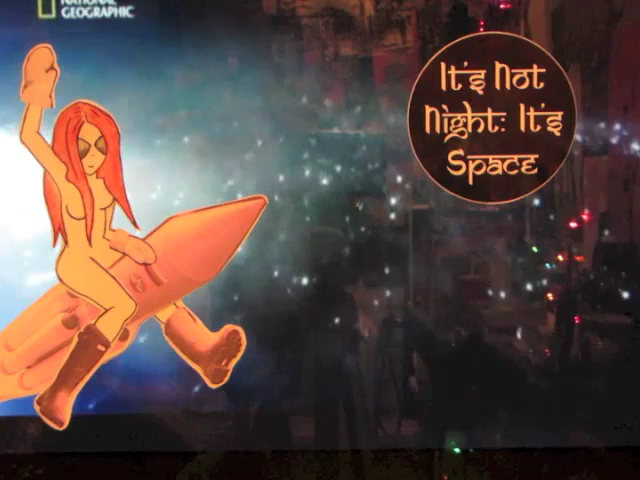 NATIONAL
GEOGRAPHIC
It's Not
Night: It's
Space